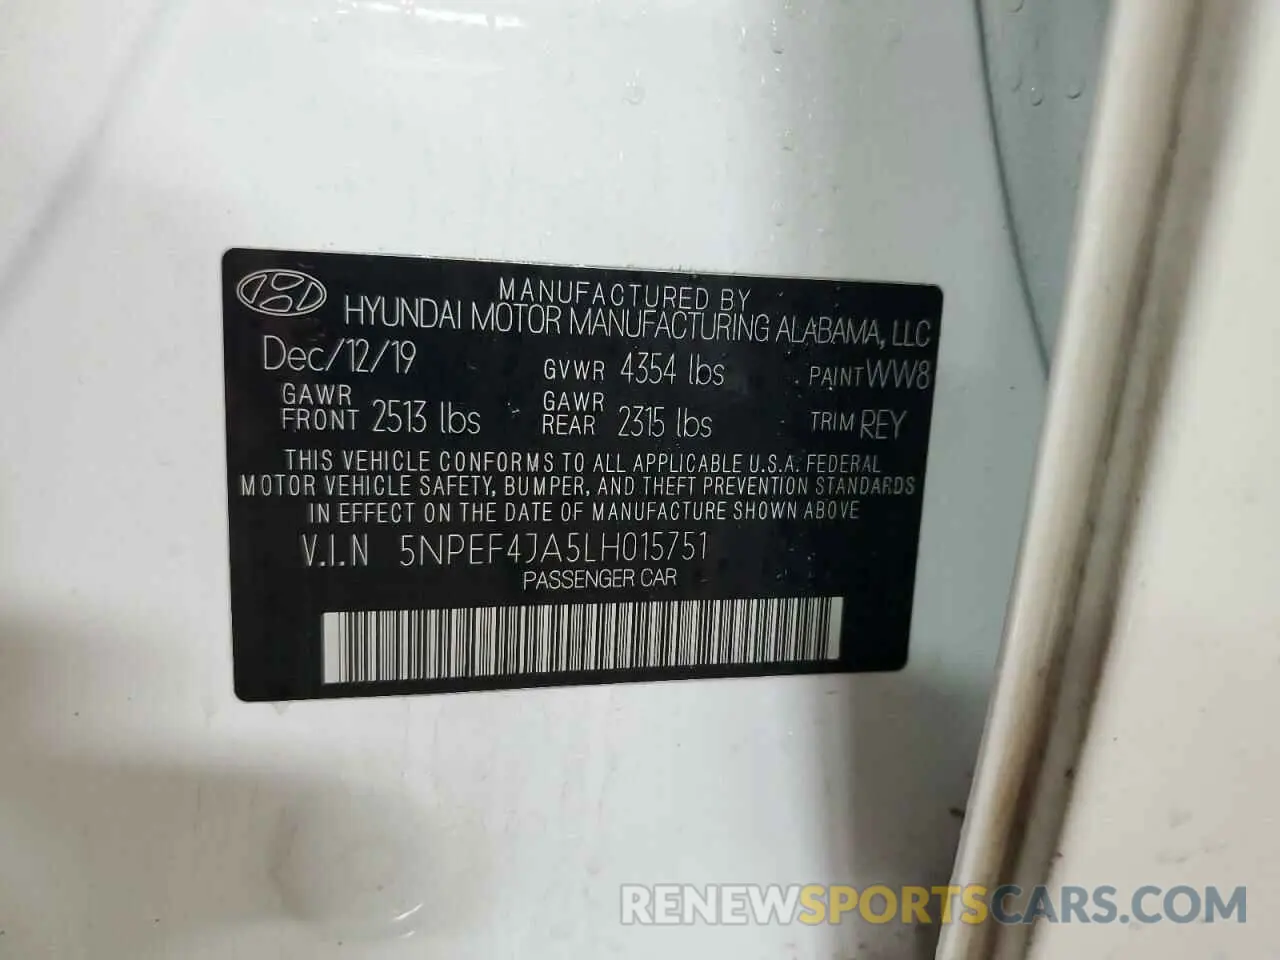 MANUFACTURED BY
HYUNDAI MOTOR MANUFACTURING ALABAMA, LLC
Dec/12/19 GVWR 4354 lbs PAINT WW8
GAWR FRONT 2513 lbs GAWR REAR 2315 lbs TRIM REY
THIS VEHICLE CONFORMS TO ALL APPLICABLE U.S.A. FEDERAL
MOTOR VEHICLE SAFETY, BUMPER, AND THEFT PREVENTION STANDARDS
IN EFFECT ON THE DATE OF MANUFACTURE SHOWN ABOVE
V.I.N 5NPEF4JA5LH015751
PASSENGER CAR
RENEWSPORTSCARS.COM